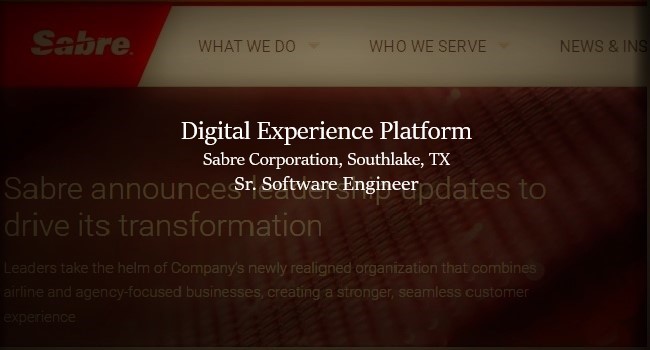 Sabre.
WHAT WE DO
WHO WE SERVE
NEWS & INS
Digital Experience Platform
Sabre Corporation, Southlake, TX
Sr. Software Engineer
Sabre announces leadership updates to
drive its transformation
Leaders take the helm of Company's newly realigned organization that combines
airline and agency-focused businesses, creating a stronger, seamless customer
experience